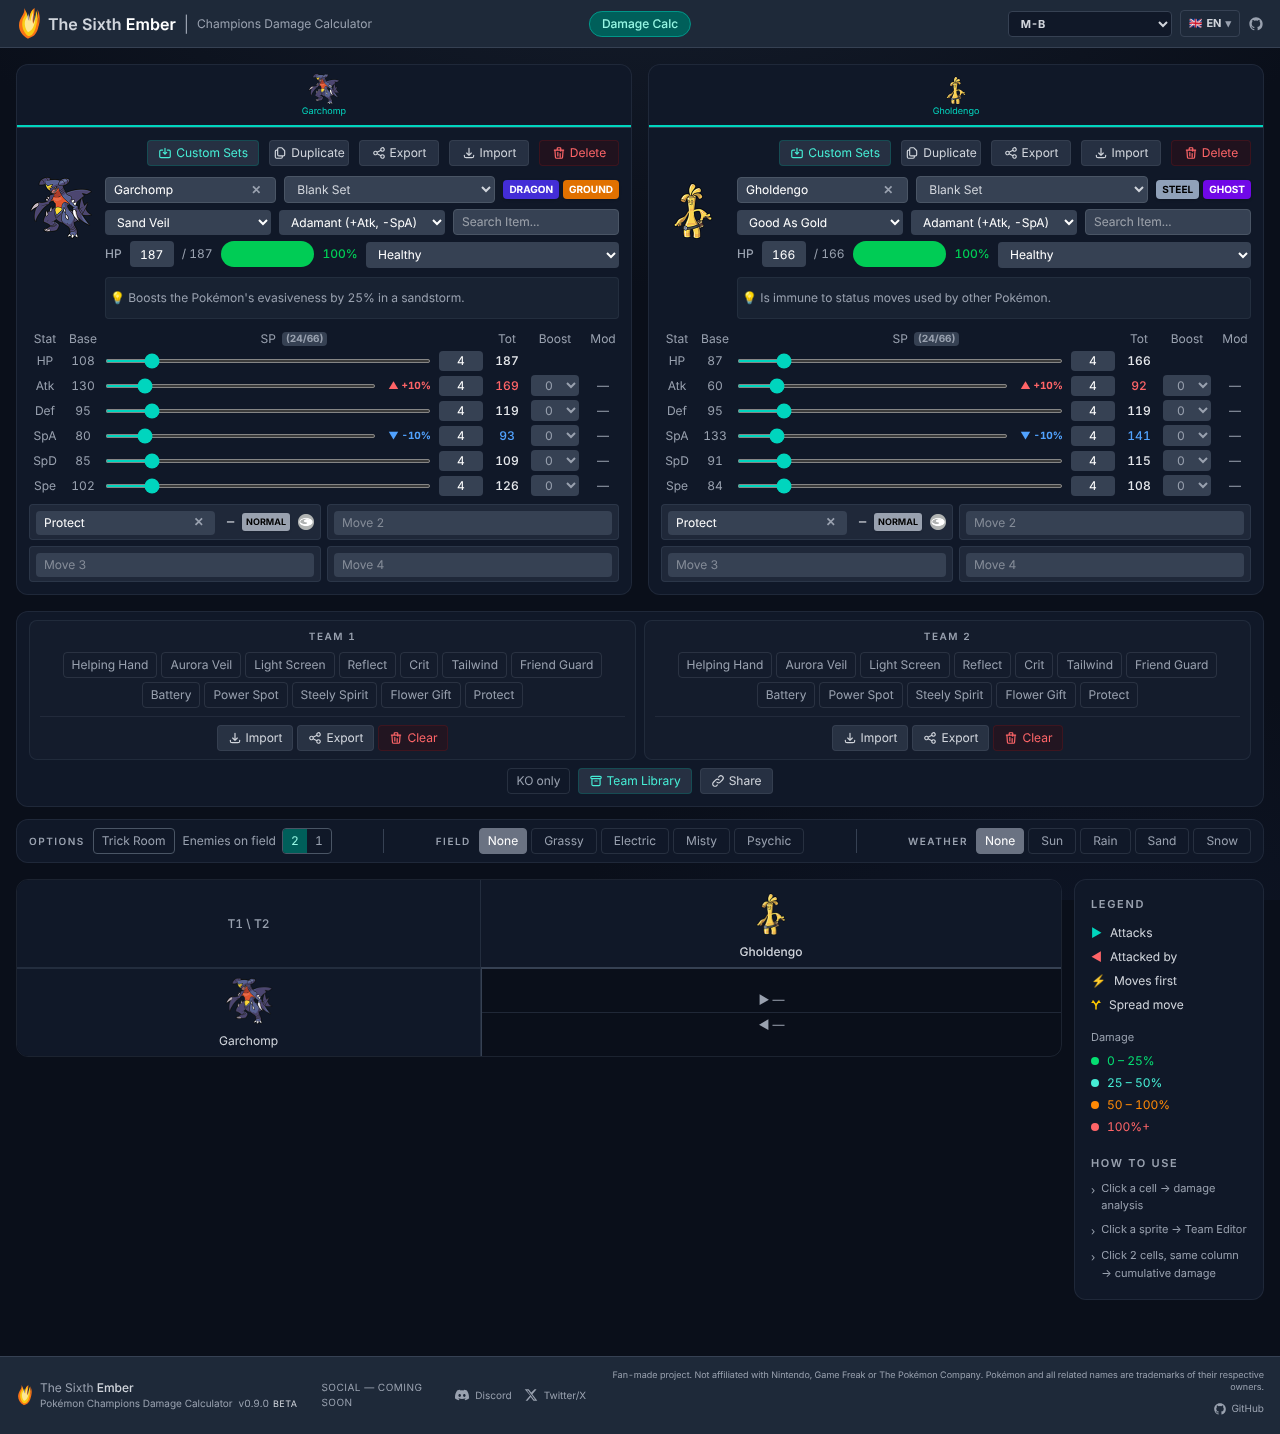 The Sixth Ember | Champions Damage Calculator
Damage Calc
M-B
EN ▾
Garchomp
Custom Sets Duplicate Export Import Delete
Garchomp ✕ Blank Set DRAGON GROUND
Sand Veil Adamant (+Atk, -SpA) Search Item...
HP 187 / 187 100% Healthy
Boosts the Pokémon's evasiveness by 25% in a sandstorm.
Stat Base SP (24/66) Tot Boost Mod
HP 108 4 187
Atk 130 ▲ +10% 4 169 0 —
Def 95 4 119 0 —
SpA 80 ▼ -10% 4 93 0 —
SpD 85 4 109 0 —
Spe 102 4 126 0 —
Protect ✕ – NORMAL Move 2
Move 3 Move 4
Gholdengo
Custom Sets Duplicate Export Import Delete
Gholdengo ✕ Blank Set STEEL GHOST
Good As Gold Adamant (+Atk, -SpA) Search Item...
HP 166 / 166 100% Healthy
Is immune to status moves used by other Pokémon.
Stat Base SP (24/66) Tot Boost Mod
HP 87 4 166
Atk 60 ▲ +10% 4 92 0 —
Def 95 4 119 0 —
SpA 133 ▼ -10% 4 141 0 —
SpD 91 4 115 0 —
Spe 84 4 108 0 —
Protect ✕ – NORMAL Move 2
Move 3 Move 4
TEAM 1
Helping Hand Aurora Veil Light Screen Reflect Crit Tailwind Friend Guard
Battery Power Spot Steely Spirit Flower Gift Protect
Import Export Clear
TEAM 2
Helping Hand Aurora Veil Light Screen Reflect Crit Tailwind Friend Guard
Battery Power Spot Steely Spirit Flower Gift Protect
Import Export Clear
KO only Team Library Share
OPTIONS Trick Room Enemies on field 2 1
FIELD None Grassy Electric Misty Psychic
WEATHER None Sun Rain Sand Snow
T1 \ T2
Gholdengo
Garchomp
▶ —
◀ —
LEGEND
▶ Attacks
◀ Attacked by
⚡ Moves first
Spread move
Damage
0 – 25%
25 – 50%
50 – 100%
100%+
HOW TO USE
› Click a cell → damage
analysis
› Click a sprite → Team Editor
› Click 2 cells, same column
→ cumulative damage
The Sixth Ember
Pokémon Champions Damage Calculator v0.9.0 BETA
SOCIAL — COMING
SOON
Discord
Twitter/X
Fan-made project. Not affiliated with Nintendo, Game Freak or The Pokémon Company. Pokémon and all related names are trademarks of their respective
owners.
GitHub